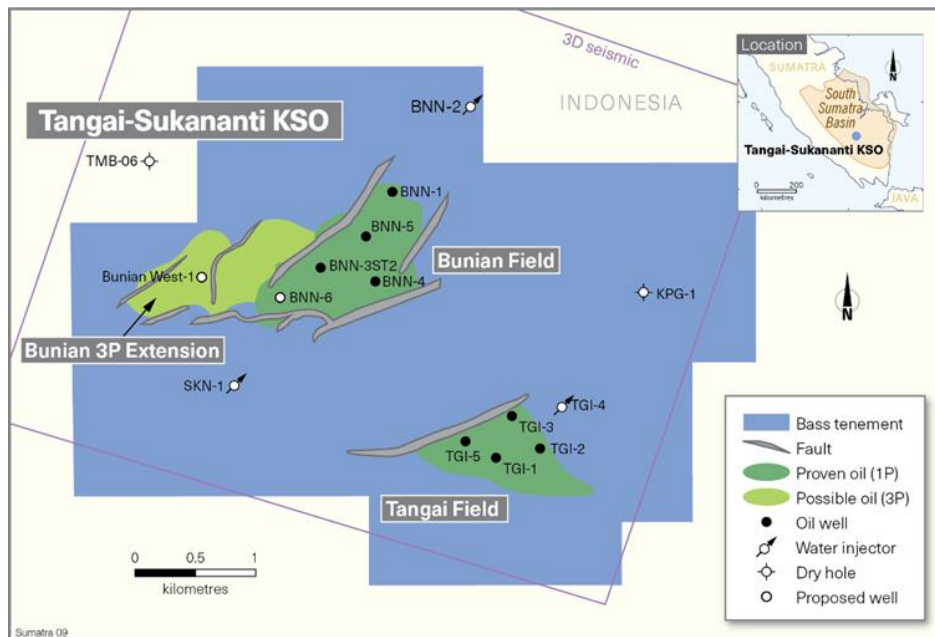 3D seismic
Location
N
SUMATRA
South
Sumatra
Basin
Tangai-Sukananti KSO
0 200
kilometres
JAVA
INDONESIA
BNN-2
Tangai-Sukananti KSO
TMB-06
BNN-1
BNN-5
Bunian Field
BNN-3ST2
BNN-4
Bunian West-1
BNN-6
KPG-1
N
Bunian 3P Extension
SKN-1
TGI-4
TGI-3
TGI-5
TGI-2
TGI-1
Tangai Field
0 0.5 1
kilometres
Bass tenement
Fault
Proven oil (1P)
Possible oil (3P)
Oil well
Water injector
Dry hole
Proposed well
Sumatra 09